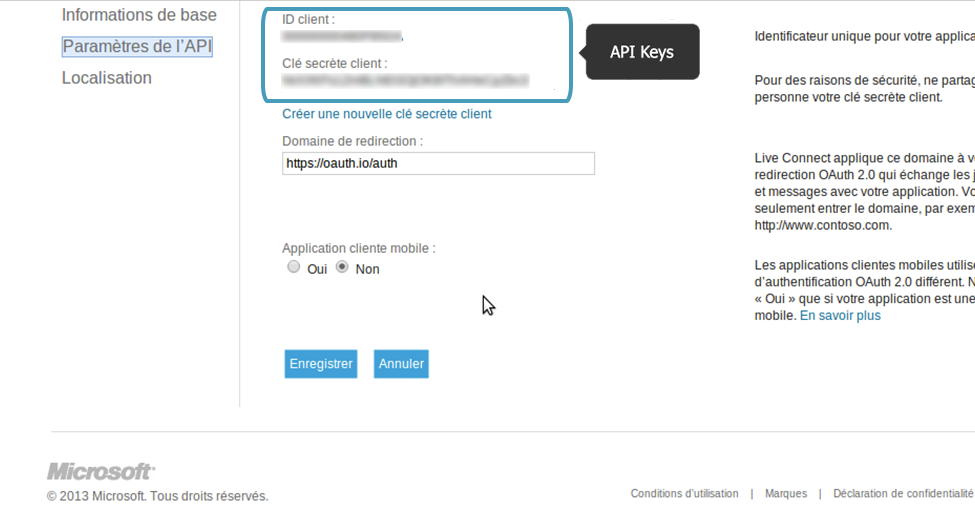 Informations de base
Paramètres de l'API
Localisation
ID client :
Clé secrète client :
API Keys
Créer une nouvelle clé secrète client
Domaine de redirection :
https://oauth.io/auth
Application cliente mobile :
Oui Non
Enregistrer Annuler
Identificateur unique pour votre applica
Pour des raisons de sécurité, ne partag
personne votre clé secrète client.
Live Connect applique ce domaine à v
redirection OAuth 2.0 qui échange les j
et messages avec votre application. Vo
seulement entrer le domaine, par exem
http://www.contoso.com.
Les applications clientes mobiles utilise
d'authentification OAuth 2.0 différent. N
« Oui » que si votre application est une
mobile. En savoir plus
Microsoft
© 2013 Microsoft. Tous droits réservés.
Conditions d'utilisation | Marques | Déclaration de confidentialité